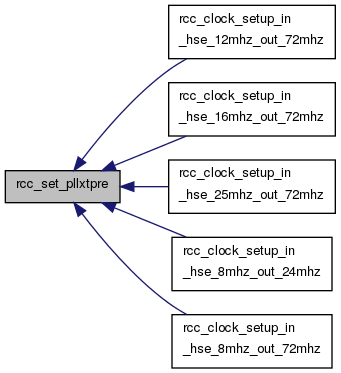 rcc_clock_setup_in
_hse_12mhz_out_72mhz
rcc_clock_setup_in
_hse_16mhz_out_72mhz
rcc_set_pllxtpre
rcc_clock_setup_in
_hse_25mhz_out_72mhz
rcc_clock_setup_in
_hse_8mhz_out_24mhz
rcc_clock_setup_in
_hse_8mhz_out_72mhz